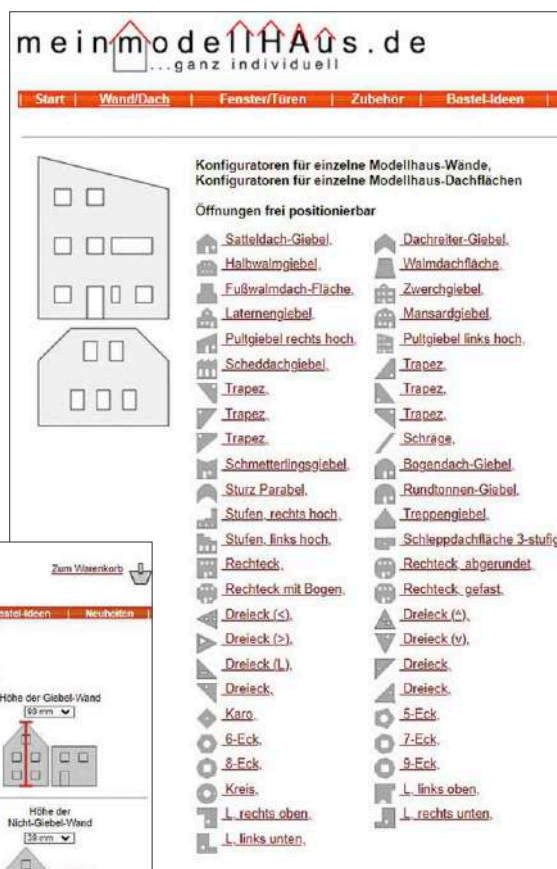 meinmodellHAus.de
...ganz individuell
Start | Wand/Dach | Fenster/Türen | Zubehör | Bastel-Ideen |
Konfiguratoren für einzelne Modellhaus-Wände,
Konfiguratoren für einzelne Modellhaus-Dachflächen
Öffnungen frei positionierbar
Satteldach-Giebel, Dachreiter-Giebel,
Halbwalmgiebel, Walmdachfläche,
Fußwalmdach-Fläche, Zwerchgiebel,
Laternengiebel, Mansardgiebel,
Pultgiebel rechts hoch, Pultgiebel links hoch,
Scheddachgiebel, Trapez,
Trapez, Trapez,
Trapez, Trapez,
Trapez, Schräge,
Schmetterlingsgiebel, Bogendach-Giebel,
Sturz Parabel, Rundtonnen-Giebel,
Stufen, rechts hoch, Treppengiebel,
Stufen, links hoch, Schleppdachfläche 3-stufig
Rechteck, Rechteck, abgerundet,
Rechteck mit Bogen, Rechteck, gefast,
Dreieck (<), Dreieck (^),
Dreieck (>), Dreieck (v),
Dreieck (L), Dreieck,
Dreieck, Dreieck,
Karo, 5-Eck,
6-Eck, 7-Eck,
8-Eck, 9-Eck,
Kreis, L, links oben,
L, rechts oben, L, rechts unten,
L, links unten,
Zum Warenkorb
astel-Ideen | Neuheiten |
Höhe der Giebel-Wand
90 mm
Höhe der
Nicht-Giebel-Wand
38 mm